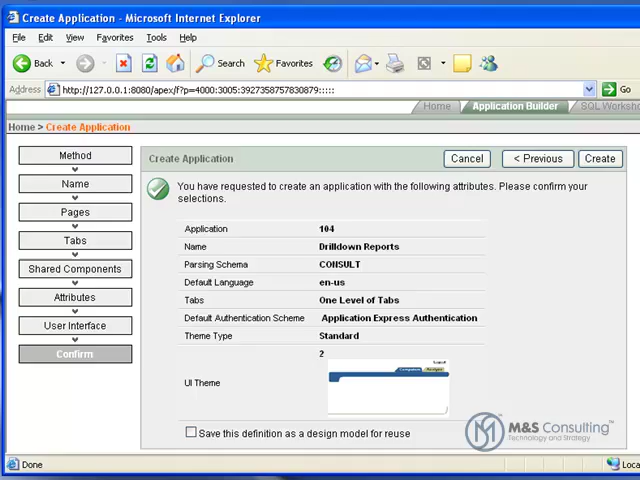 Create Application - Microsoft Internet Explorer
File Edit View Favorites Tools Help
Back Search Favorites
Address http://127.0.0.1:8080/apex/f?p=4000:3005:3927358757830879::::: Go
Home Application Builder SQL Worksho
Home > Create Application
Method
Name
Pages
Tabs
Shared Components
Attributes
User Interface
Confirm
Create Application Cancel < Previous Create
You have requested to create an application with the following attributes. Please confirm your
selections.
Application 104
Name Drilldown Reports
Parsing Schema CONSULT
Default Language en-us
Tabs One Level of Tabs
Default Authentication Scheme Application Express Authentication
Theme Type Standard
2
UI Theme
Save this definition as a design model for reuse
M&S Consulting™
Technology and Strategy
Done Loca